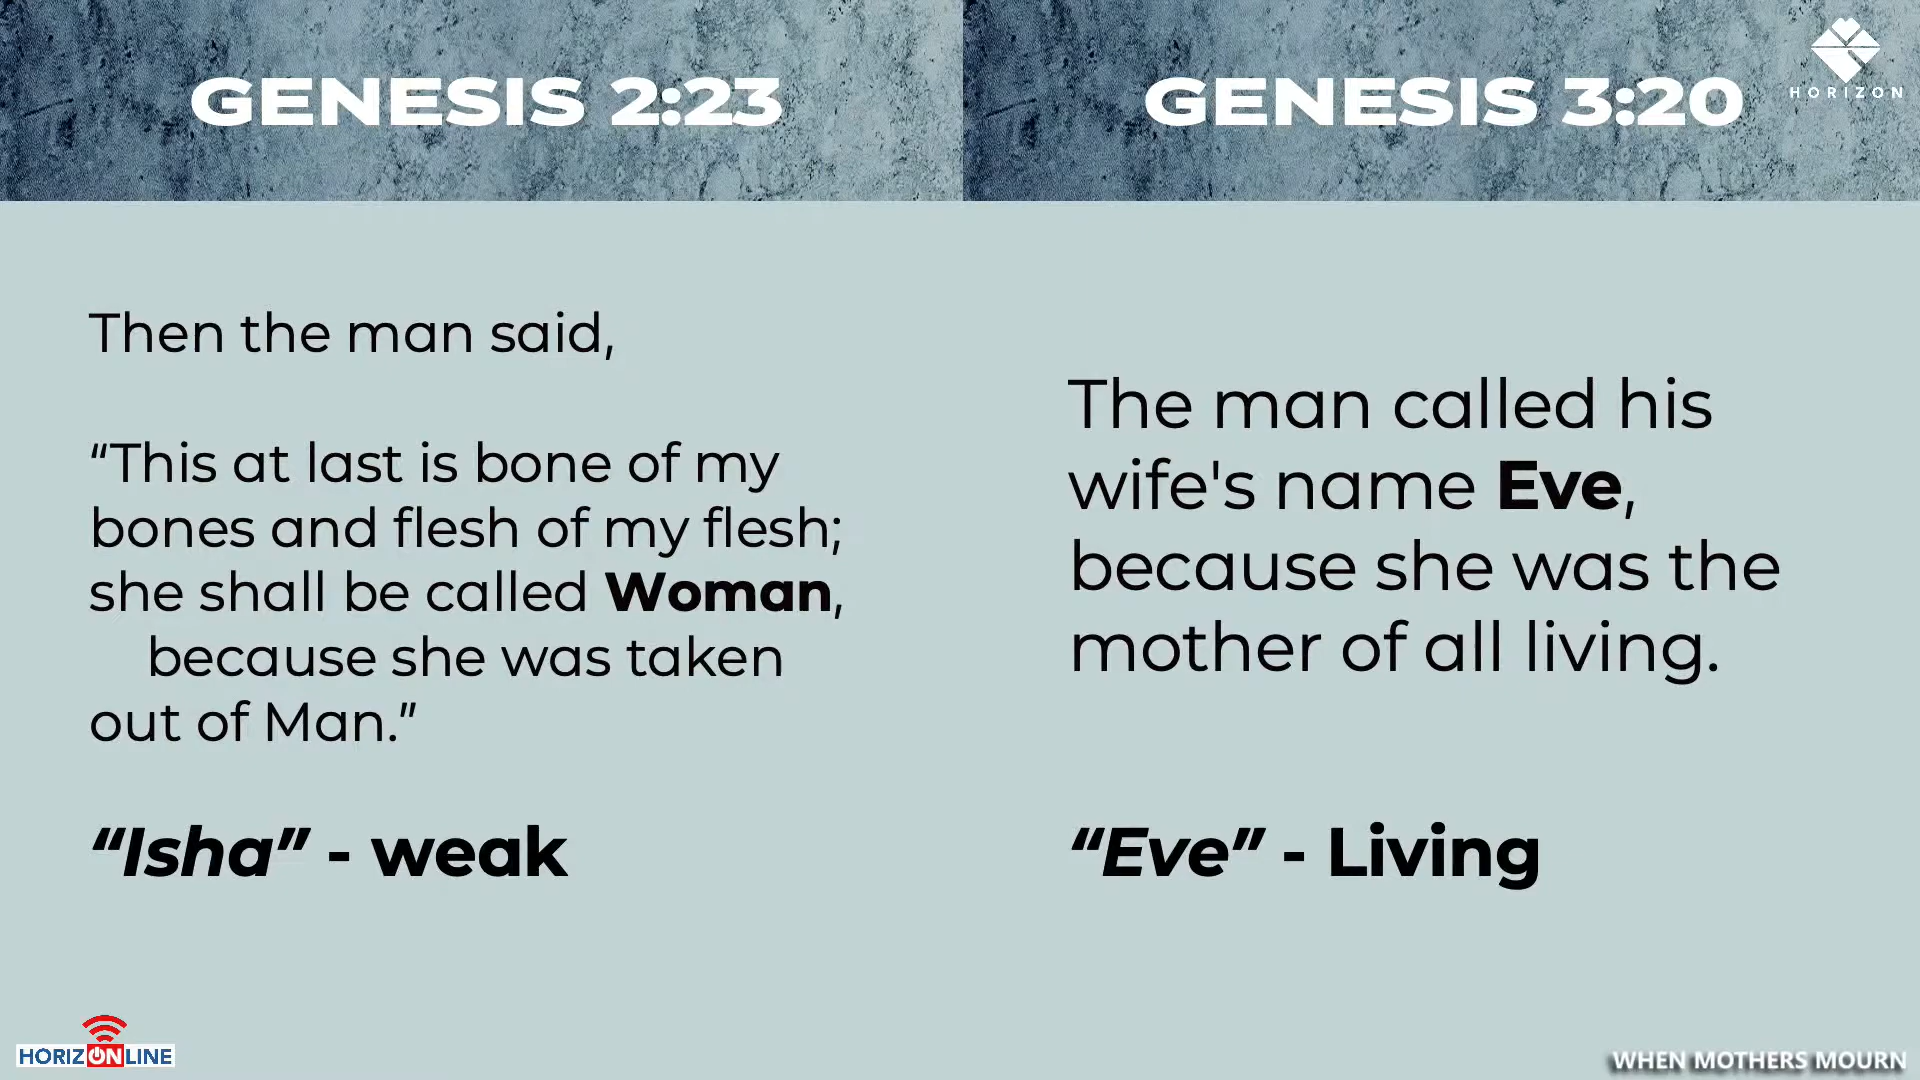 GENESIS 2:23
Then the man said,
“This at last is bone of my
bones and flesh of my flesh;
she shall be called Woman,
because she was taken
out of Man.”
“Isha” - weak
GENESIS 3:20
The man called his
wife's name Eve,
because she was the
mother of all living.
“Eve” - Living
HORIZON
HORIZONLINE
WHEN MOTHERS MOURN